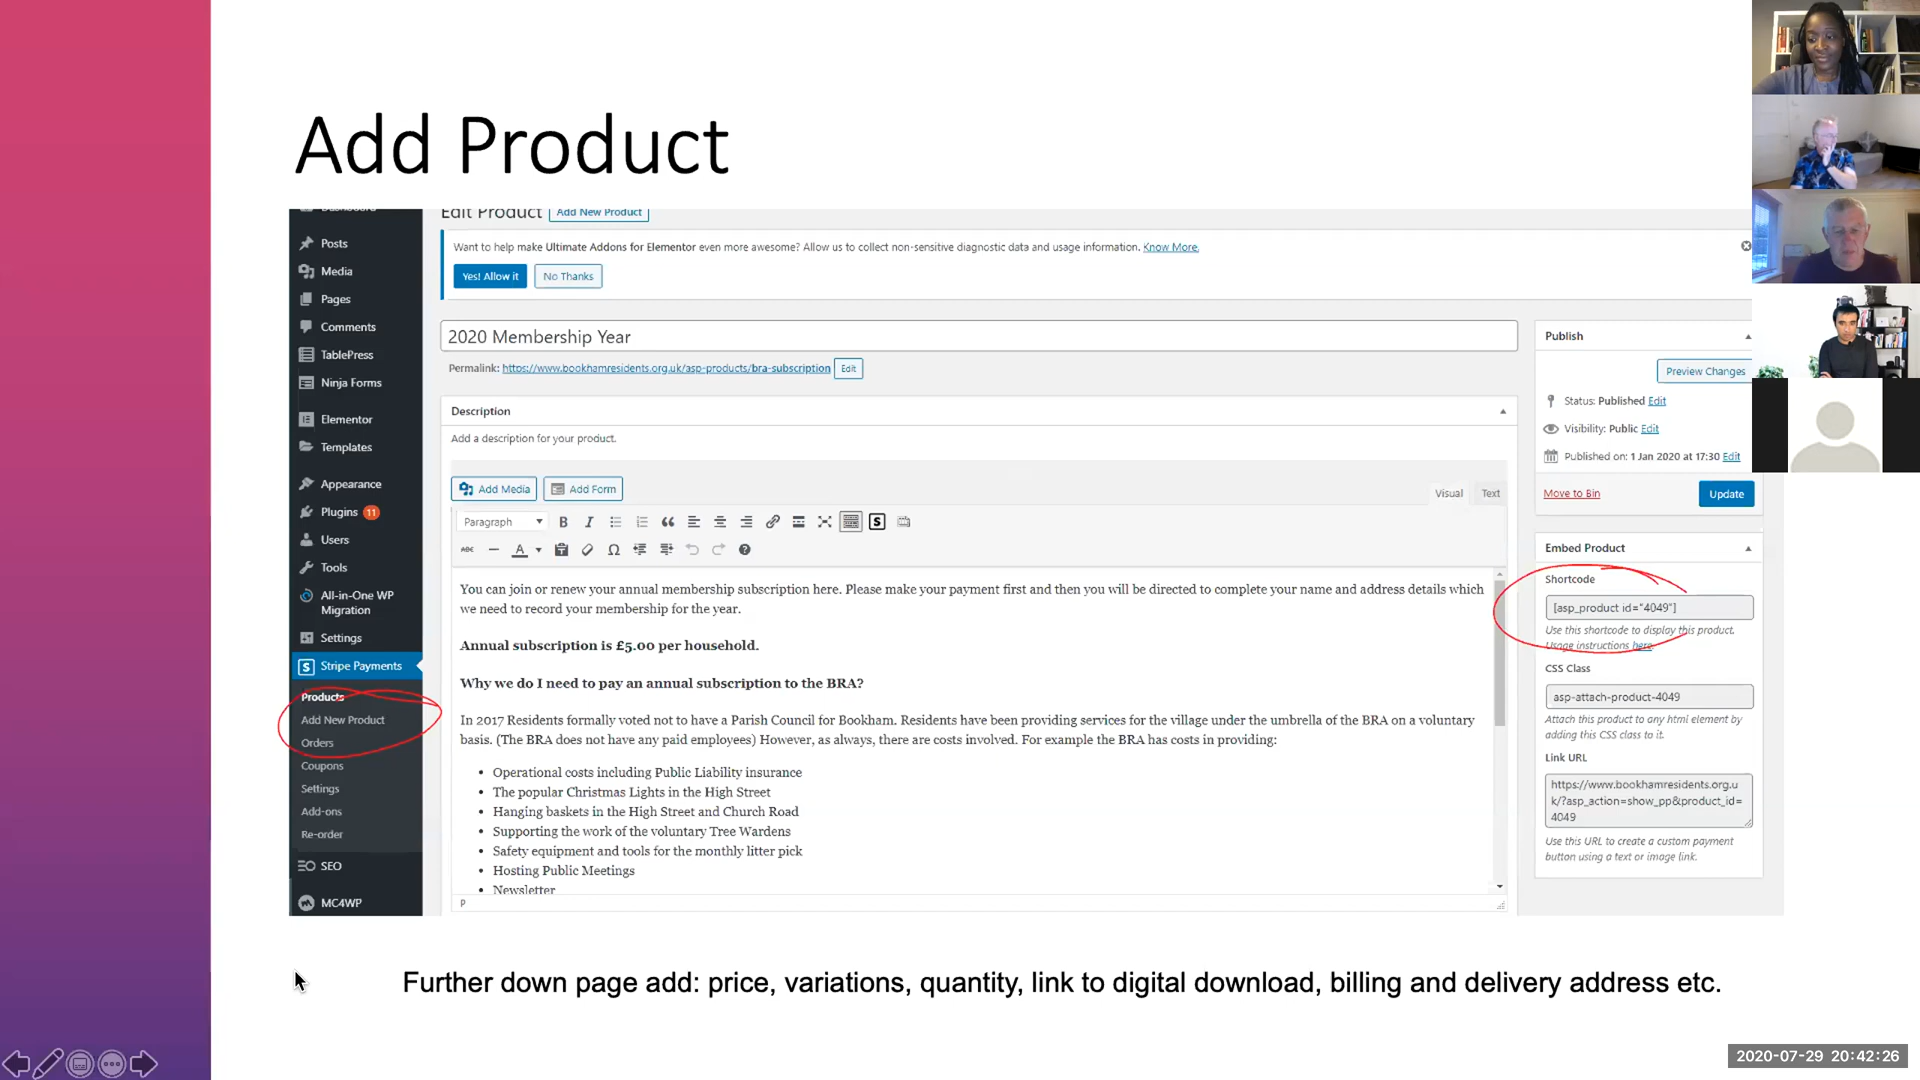 Add Product
Dashboard
Posts
Media
Pages
Comments
TablePress
Ninja Forms
Elementor
Templates
Appearance
Plugins 11
Users
Tools
All-in-One WP
Migration
Settings
Stripe Payments
Products
Add New Product
Orders
Coupons
Settings
Add-ons
Re-order
SEO
MC4WP
Edit Product Add New Product
Want to help make Ultimate Addons for Elementor even more awesome? Allow us to collect non-sensitive diagnostic data and usage information. Know More.
Yes! Allow it No Thanks
2020 Membership Year
Permalink: https://www.bookhamresidents.org.uk/asp-products/bra-subscription Edit
Description
Add a description for your product.
Add Media Add Form
Visual Text
Paragraph B I
ABC A
You can join or renew your annual membership subscription here. Please make your payment first and then you will be directed to complete your name and address details which
we need to record your membership for the year.
Annual subscription is £5.00 per household.
Why we do I need to pay an annual subscription to the BRA?
In 2017 Residents formally voted not to have a Parish Council for Bookham. Residents have been providing services for the village under the umbrella of the BRA on a voluntary
basis. (The BRA does not have any paid employees) However, as always, there are costs involved. For example the BRA has costs in providing:
• Operational costs including Public Liability insurance
• The popular Christmas Lights in the High Street
• Hanging baskets in the High Street and Church Road
• Supporting the work of the voluntary Tree Wardens
• Safety equipment and tools for the monthly litter pick
• Hosting Public Meetings
• Newsletter
P
Publish
Preview Changes
Status: Published Edit
Visibility: Public Edit
Published on: 1 Jan 2020 at 17:30 Edit
Move to Bin Update
Embed Product
Shortcode
[asp_product id="4049"]
Use this shortcode to display this product.
Usage instructions here.
CSS Class
asp-attach-product-4049
Attach this product to any html element by
adding this CSS class to it.
Link URL
https://www.bookhamresidents.org.u
k/?asp_action=show_pp&product_id=
4049
Use this URL to create a custom payment
button using a text or image link.
Further down page add: price, variations, quantity, link to digital download, billing and delivery address etc.
2020-07-29 20:42:26